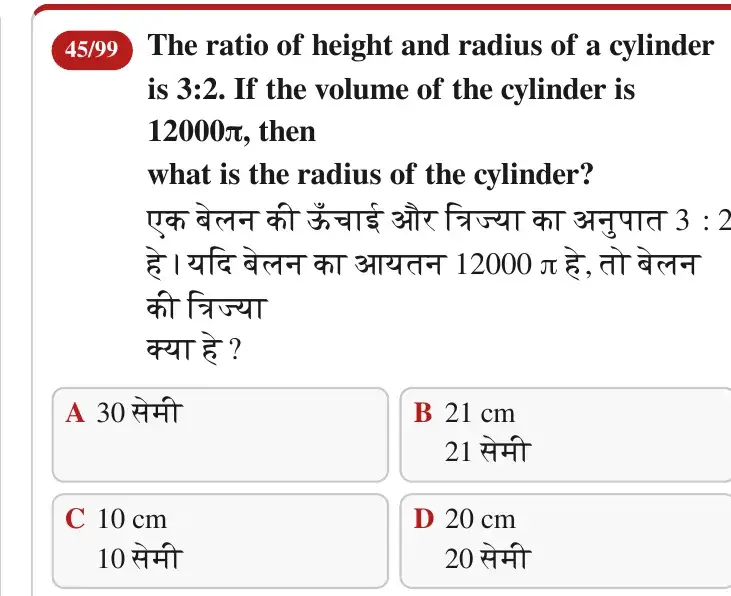 45/99 The ratio of height and radius of a cylinder
is 3:2. If the volume of the cylinder is
12000π, then
what is the radius of the cylinder?
एक बेलन की ऊँचाई और त्रिज्या का अनुपात 3 : 2
हे। यदि बेलन का आयतन 12000 π हे, तो बेलन
की त्रिज्या
क्या हे ?
A 30 सेमी
B 21 cm
21 सेमी
C 10 cm
10 सेमी
D 20 cm
20 सेमी